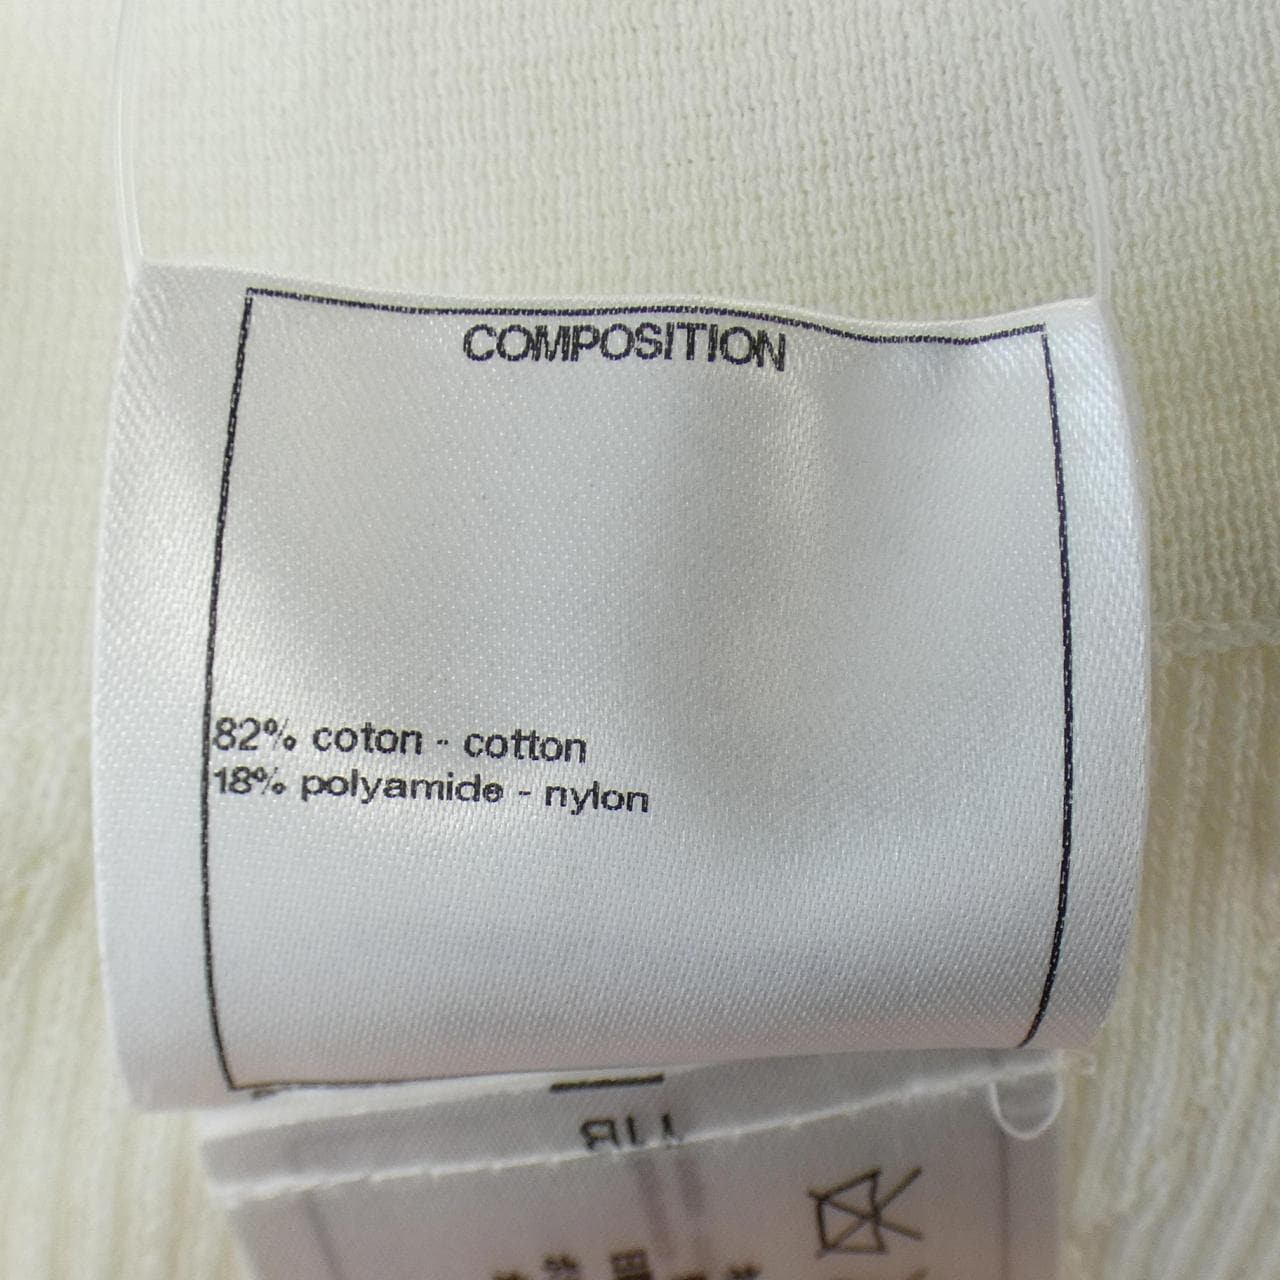 COMPOSITION
82% coton - cotton
18% polyamide - nylon